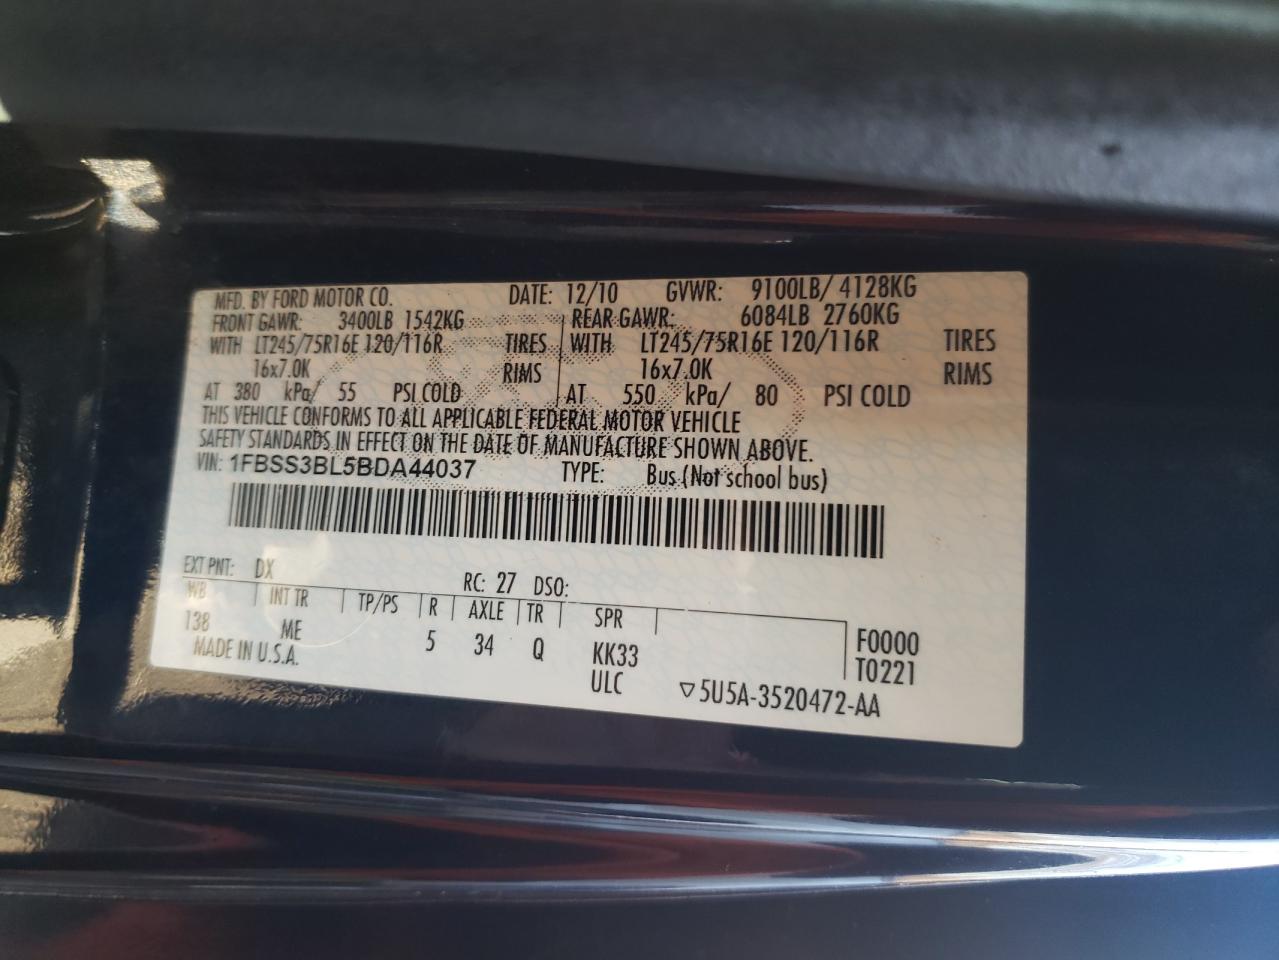 MFD. BY FORD MOTOR CO. DATE: 12/10 GVWR: 9100LB/ 4128KG
FRONT GAWR: 3400LB 1542KG REAR GAWR: 6084LB 2760KG
WITH LT245/75R16E 120/116R TIRES WITH LT245/75R16E 120/116R TIRES
16x7.0K RIMS 16x7.0K RIMS
AT 380 kPa/ 55 PSI COLD AT 550 kPa/ 80 PSI COLD
THIS VEHICLE CONFORMS TO ALL APPLICABLE FEDERAL MOTOR VEHICLE
SAFETY STANDARDS IN EFFECT ON THE DATE OF MANUFACTURE SHOWN ABOVE.
VIN: 1FBSS3BL5BDA44037 TYPE: Bus (Not school bus)
EXT PNT: DX RC: 27 DSO:
WB INT TR TP/PS R AXLE TR SPR
138 ME 5 34 Q KK33 F0000
MADE IN U.S.A. ULC T0221
▽5U5A-3520472-AA